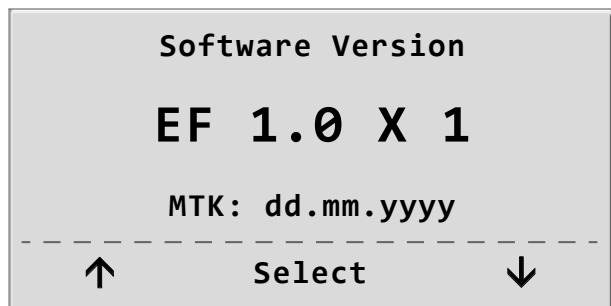 Software Version
EF 1.0 X 1
MTK: dd.mm.yyyy
↑ Select ↓